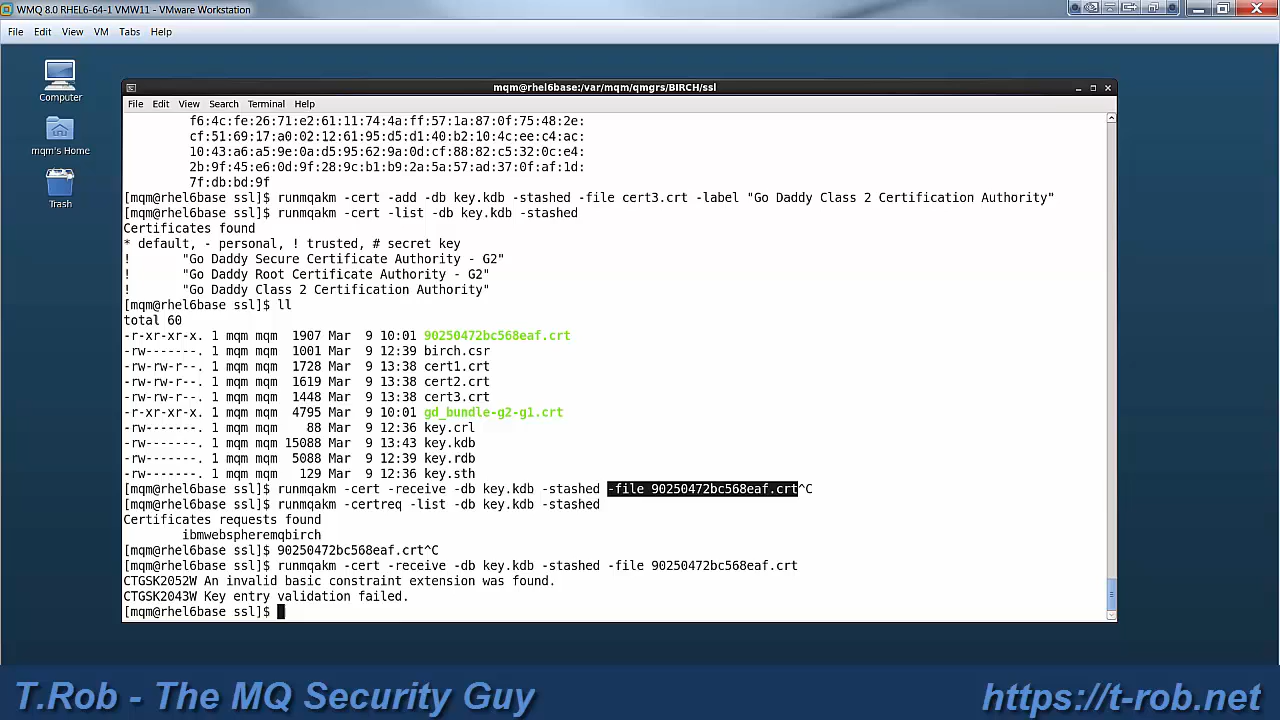 WMQ 8.0 RHEL6-64-1 VMW11 - VMware Workstation
File Edit View VM Tabs Help
Computer
mqm's Home
Trash
mqm@rhel6base:/var/mqm/qmgrs/BIRCH/ssl
File Edit View Search Terminal Help
f6:4c:fe:26:71:e2:61:11:74:4a:ff:57:1a:87:0f:75:48:2e:
cf:51:69:17:a0:02:12:61:95:d5:d1:40:b2:10:4c:ee:c4:ac:
10:43:a6:a5:9e:0a:d5:95:62:9a:0d:cf:88:82:c5:32:0c:e4:
2b:9f:45:e6:0d:9f:28:9c:b1:b9:2a:5a:57:ad:37:0f:af:1d:
7f:db:bd:9f
[mqm@rhel6base ssl]$ runmqakm -cert -add -db key.kdb -stashed -file cert3.crt -label "Go Daddy Class 2 Certification Authority"
[mqm@rhel6base ssl]$ runmqakm -cert -list -db key.kdb -stashed
Certificates found
* default, - personal, ! trusted, # secret key
! "Go Daddy Secure Certificate Authority - G2"
! "Go Daddy Root Certificate Authority - G2"
! "Go Daddy Class 2 Certification Authority"
[mqm@rhel6base ssl]$ ll
total 60
-r-xr-xr-x. 1 mqm mqm 1907 Mar 9 10:01 90250472bc568eaf.crt
-rw-------. 1 mqm mqm 1001 Mar 9 12:39 birch.csr
-rw-rw-r--. 1 mqm mqm 1728 Mar 9 13:38 cert1.crt
-rw-rw-r--. 1 mqm mqm 1619 Mar 9 13:38 cert2.crt
-rw-rw-r--. 1 mqm mqm 1448 Mar 9 13:38 cert3.crt
-r-xr-xr-x. 1 mqm mqm 4795 Mar 9 10:01 gd_bundle-g2-g1.crt
-rw-------. 1 mqm mqm 88 Mar 9 12:36 key.crl
-rw-------. 1 mqm mqm 15088 Mar 9 13:43 key.kdb
-rw-------. 1 mqm mqm 5088 Mar 9 12:39 key.rdb
-rw-------. 1 mqm mqm 129 Mar 9 12:36 key.sth
[mqm@rhel6base ssl]$ runmqakm -cert -receive -db key.kdb -stashed -file 90250472bc568eaf.crt^C
[mqm@rhel6base ssl]$ runmqakm -certreq -list -db key.kdb -stashed
Certificates requests found
ibmwebspheremqbirch
[mqm@rhel6base ssl]$ 90250472bc568eaf.crt^C
[mqm@rhel6base ssl]$ runmqakm -cert -receive -db key.kdb -stashed -file 90250472bc568eaf.crt
CTGSK2052W An invalid basic constraint extension was found.
CTGSK2043W Key entry validation failed.
[mqm@rhel6base ssl]$
T.Rob - The MQ Security Guy
https://t-rob.net